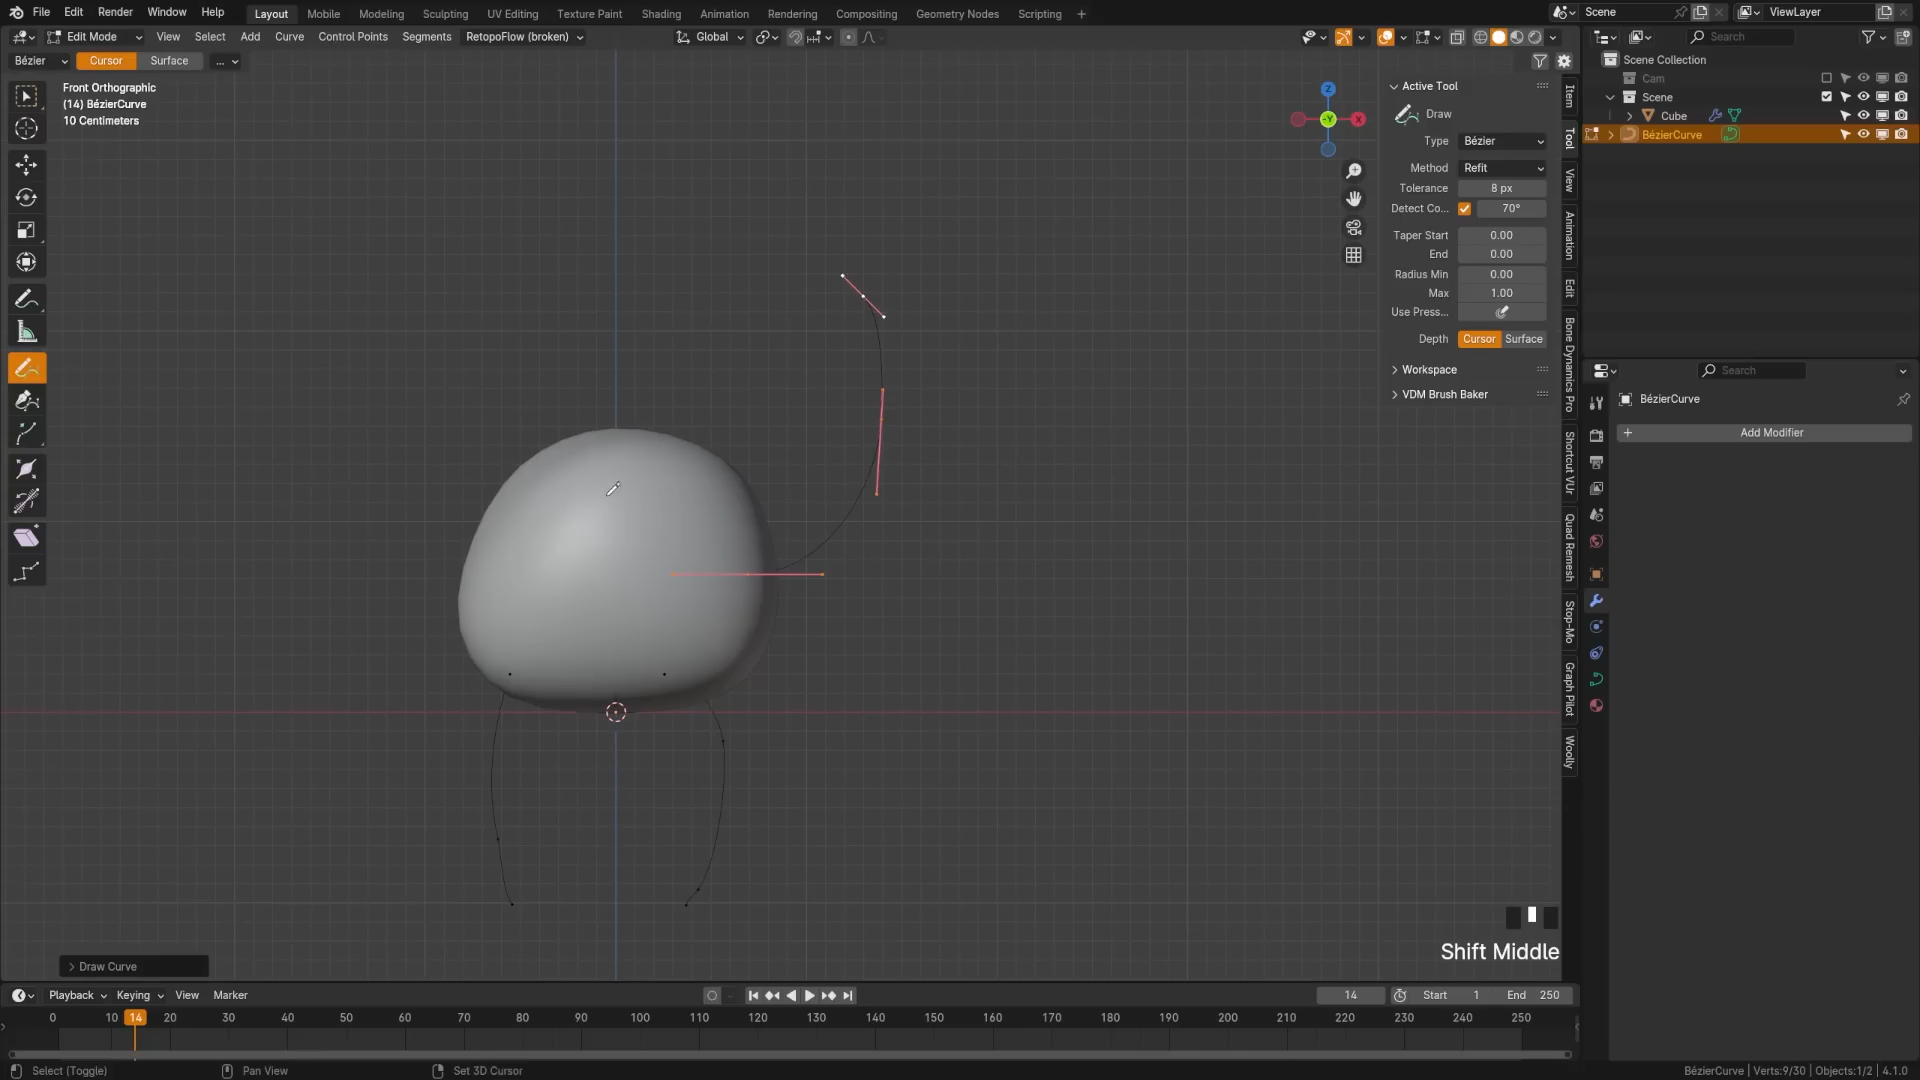 File Edit Render Window Help Layout Mobile Modeling Sculpting UV Editing Texture Paint Shading Animation Rendering Compositing Geometry Nodes Scripting + Scene ViewLayer
Edit Mode View Select Add Curve Control Points Segments RetopoFlow (broken) Global Search
Bézier Cursor Surface ...
Scene Collection
Cam
Scene
Cube
BézierCurve
Front Orthographic
(14) BézierCurve
10 Centimeters
Z
-Y
X
Active Tool
Draw
Type Bézier
Method Refit
Tolerance 8 px
Detect Co... 70°
Taper Start 0.00
End 0.00
Radius Min 0.00
Max 1.00
Use Press...
Depth Cursor Surface
Workspace
VDM Brush Baker
Item
Tool
View
Animation
Edit
Bone Dynamics Pro
Shortcut VUr
Quad Remesh
Stop-Mo
Graph Pilot
Woolly
Search
BézierCurve
+ Add Modifier
Shift Middle
Draw Curve
Playback Keying View Marker 14 Start 1 End 250
0 10 14 20 30 40 50 60 70 80 90 100 110 120 130 140 150 160 170 180 190 200 210 220 230 240 250
Select (Toggle) Pan View Set 3D Cursor BézierCurve | Verts:9/30 | Objects:1/2 | 4.1.0